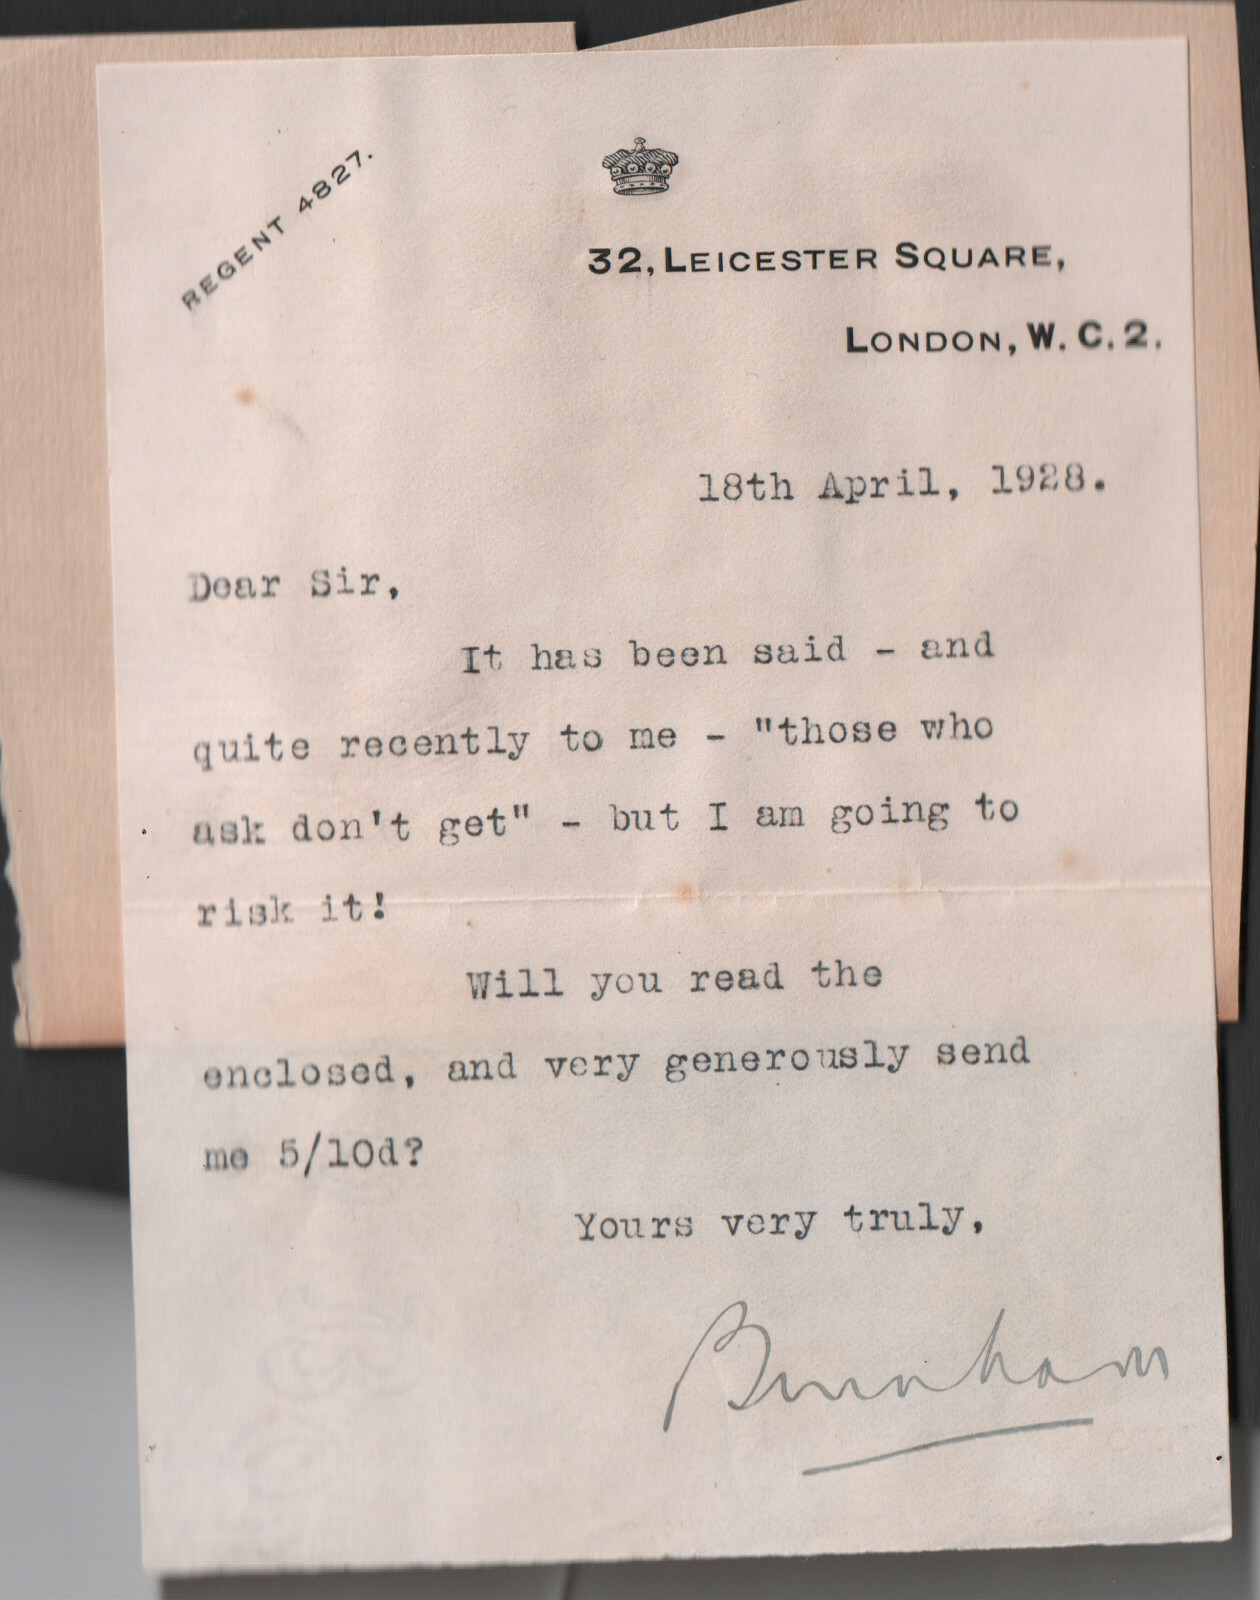 REGENT 4827.
32, LEICESTER SQUARE,
LONDON, W. C. 2.
18th April, 1928.
Dear Sir,
It has been said - and
quite recently to me - "those who
ask don't get" - but I am going to
risk it!
Will you read the
enclosed, and very generously send
me 5/10d?
Yours very truly,
Burnham